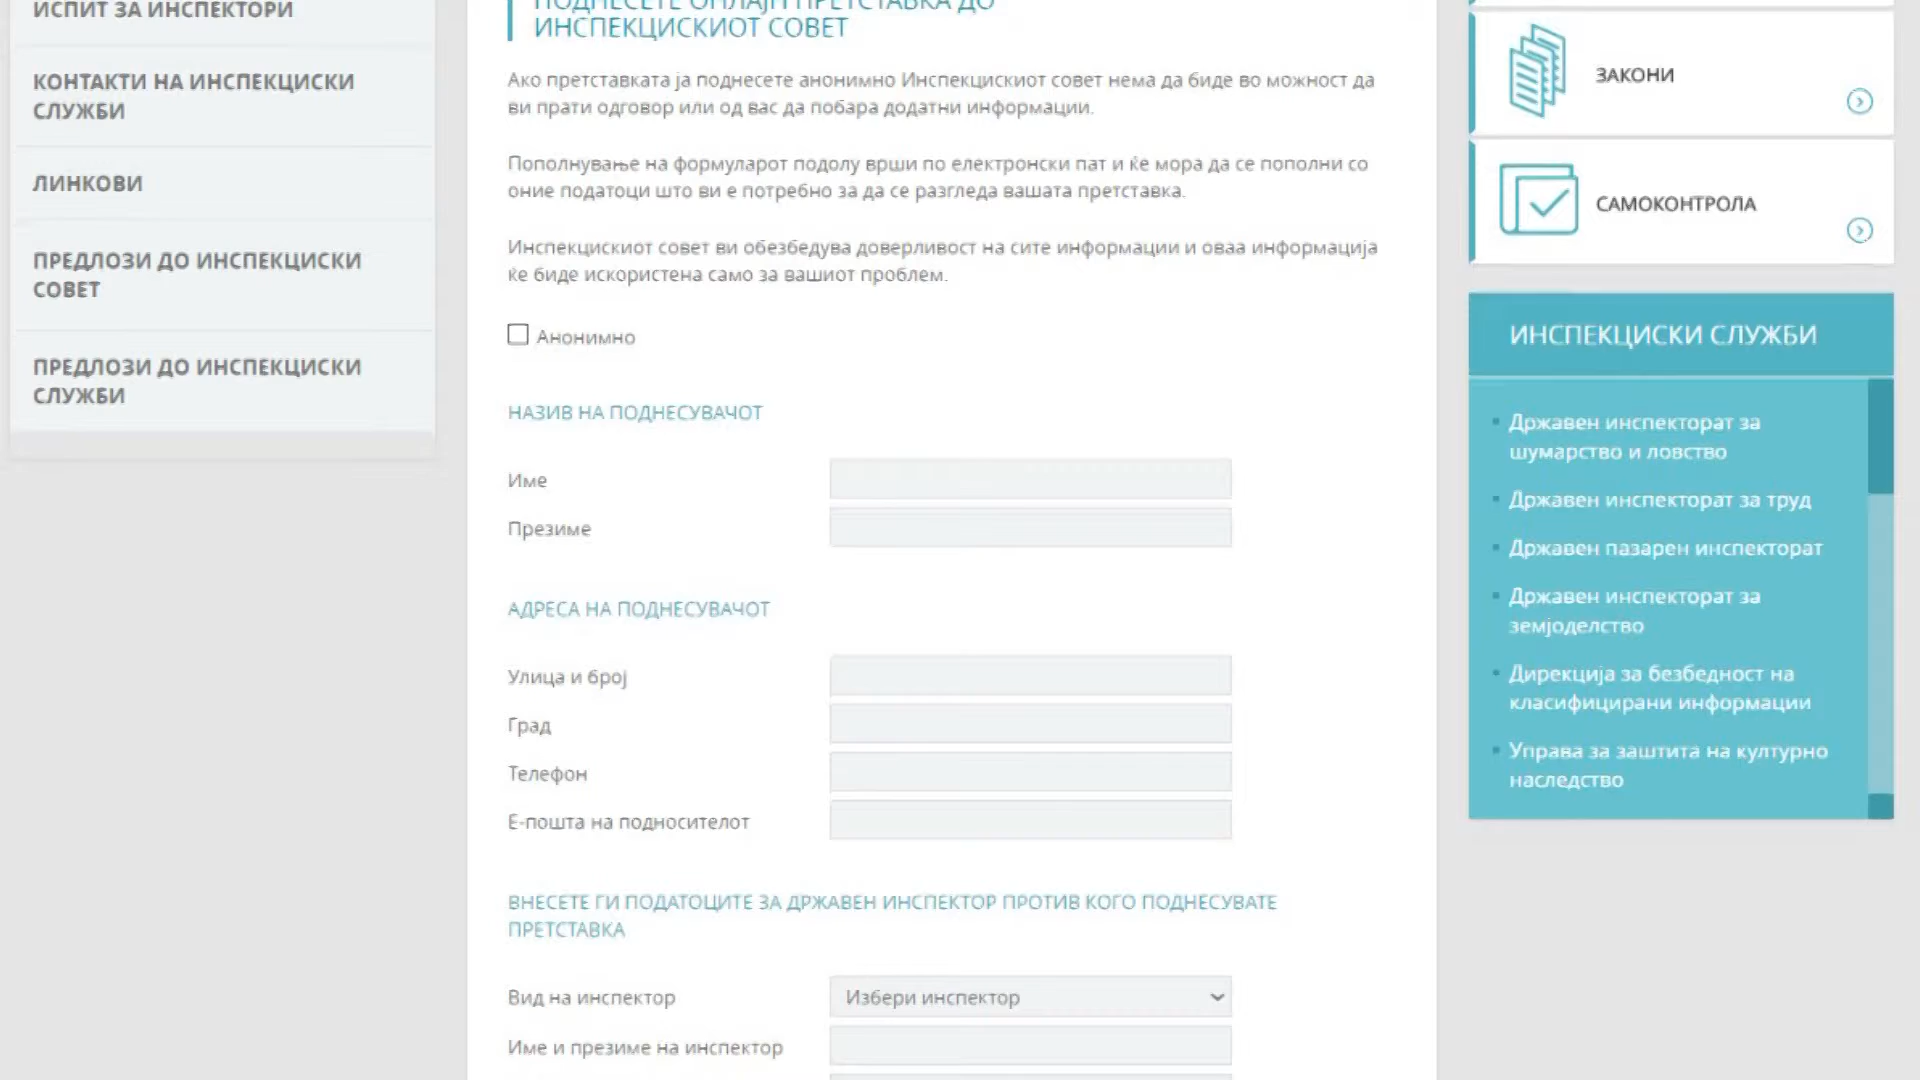 ИСПИТ ЗА ИНСПЕКТОРИ
КОНТАКТИ НА ИНСПЕКЦИСКИ
СЛУЖБИ
ЛИНКОВИ
ПРЕДЛОЗИ ДО ИНСПЕКЦИСКИ
СОВЕТ
ПРЕДЛОЗИ ДО ИНСПЕКЦИСКИ
СЛУЖБИ
ПОДНЕСЕТЕ ОНЛАЈН ПРЕТСТАВКА ДО
ИНСПЕКЦИСКИОТ СОВЕТ
Ако претставката ја поднесете анонимно Инспекцискиот совет нема да биде во можност да
ви прати одговор или од вас да побара додатни информации.
Пополнување на формуларот подолу врши по електронски пат и ќе мора да се пополни со
оние податоци што ви е потребно за да се разгледа вашата претставка.
Инспекцискиот совет ви обезбедува доверливост на сите информации и оваа информација
ќе биде искористена само за вашиот проблем.
Анонимно
НАЗИВ НА ПОДНЕСУВАЧОТ
Име
Презиме
АДРЕСА НА ПОДНЕСУВАЧОТ
Улица и број
Град
Телефон
Е-пошта на подносителот
ВНЕСЕТЕ ГИ ПОДАТОЦИТЕ ЗА ДРЖАВЕН ИНСПЕКТОР ПРОТИВ КОГО ПОДНЕСУВАТЕ
ПРЕТСТАВКА
Вид на инспектор
Избери инспектор
Име и презиме на инспектор
ЗАКОНИ
САМОКОНТРОЛА
ИНСПЕКЦИСКИ СЛУЖБИ
Државен инспекторат за
шумарство и ловство
Државен инспекторат за труд
Државен пазарен инспекторат
Државен инспекторат за
земјоделство
Дирекција за безбедност на
класифицирани информации
Управа за заштита на културно
наследство